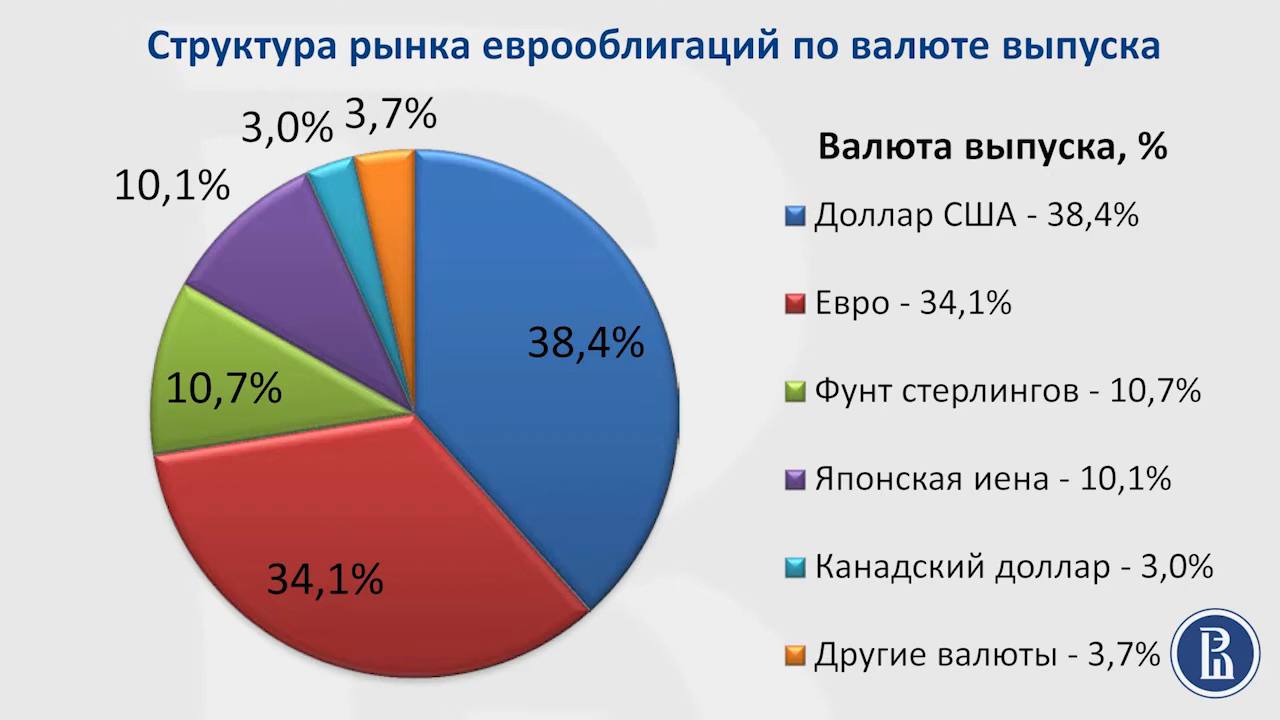 Структура рынка еврооблигаций по валюте выпуска
3,0%
3,7%
10,1%
38,4%
10,7%
34,1%
Валюта выпуска, %
Доллар США - 38,4%
Евро - 34,1%
Фунт стерлингов - 10,7%
Японская иена - 10,1%
Канадский доллар - 3,0%
Другие валюты - 3,7%